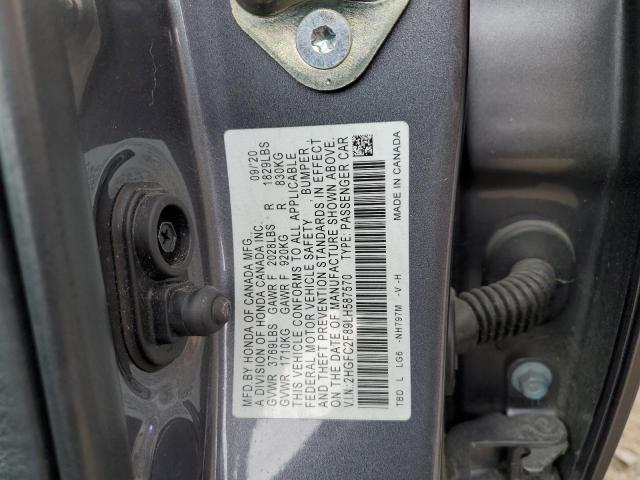 MFD.BY HONDA OF CANADA MFG. 09/20
A DIVISION OF HONDA CANADA INC.
GVWR 3769LBS GAWR F 2028LBS R 1829LBS
GVWR 1710KG GAWR F 920KG R 830KG
THIS VEHICLE CONFORMS TO ALL APPLICABLE
FEDERAL MOTOR VEHICLE SAFETY, BUMPER,
AND THEFT PREVENTION STANDARDS IN EFFECT
ON THE DATE OF MANUFACTURE SHOWN ABOVE.
V.I.N: 2HGFC2F89LH587570 TYPE: PASSENGER CAR
TBD L LG6 -NH797M -V-H MADE IN CANADA